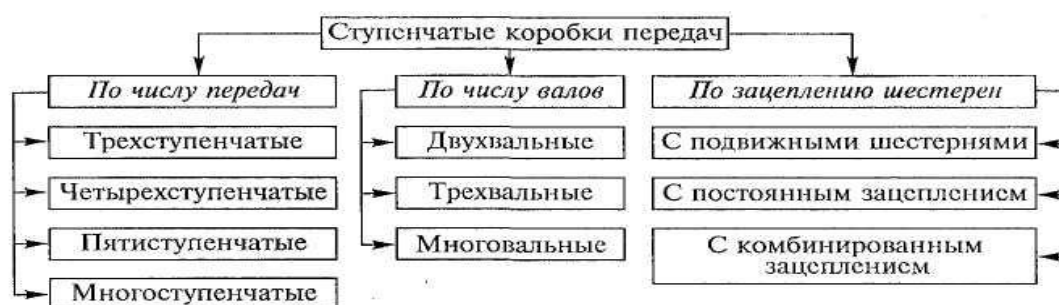 Ступенчатые коробки передач
По числу передач
Трехступенчатые
Четырехступенчатые
Пятиступенчатые
Многоступенчатые
По числу валов
Двухвальные
Трехвальные
Многовальные
По зацеплению шестерен
С подвижными шестернями
С постоянным зацеплением
С комбинированным
зацеплением